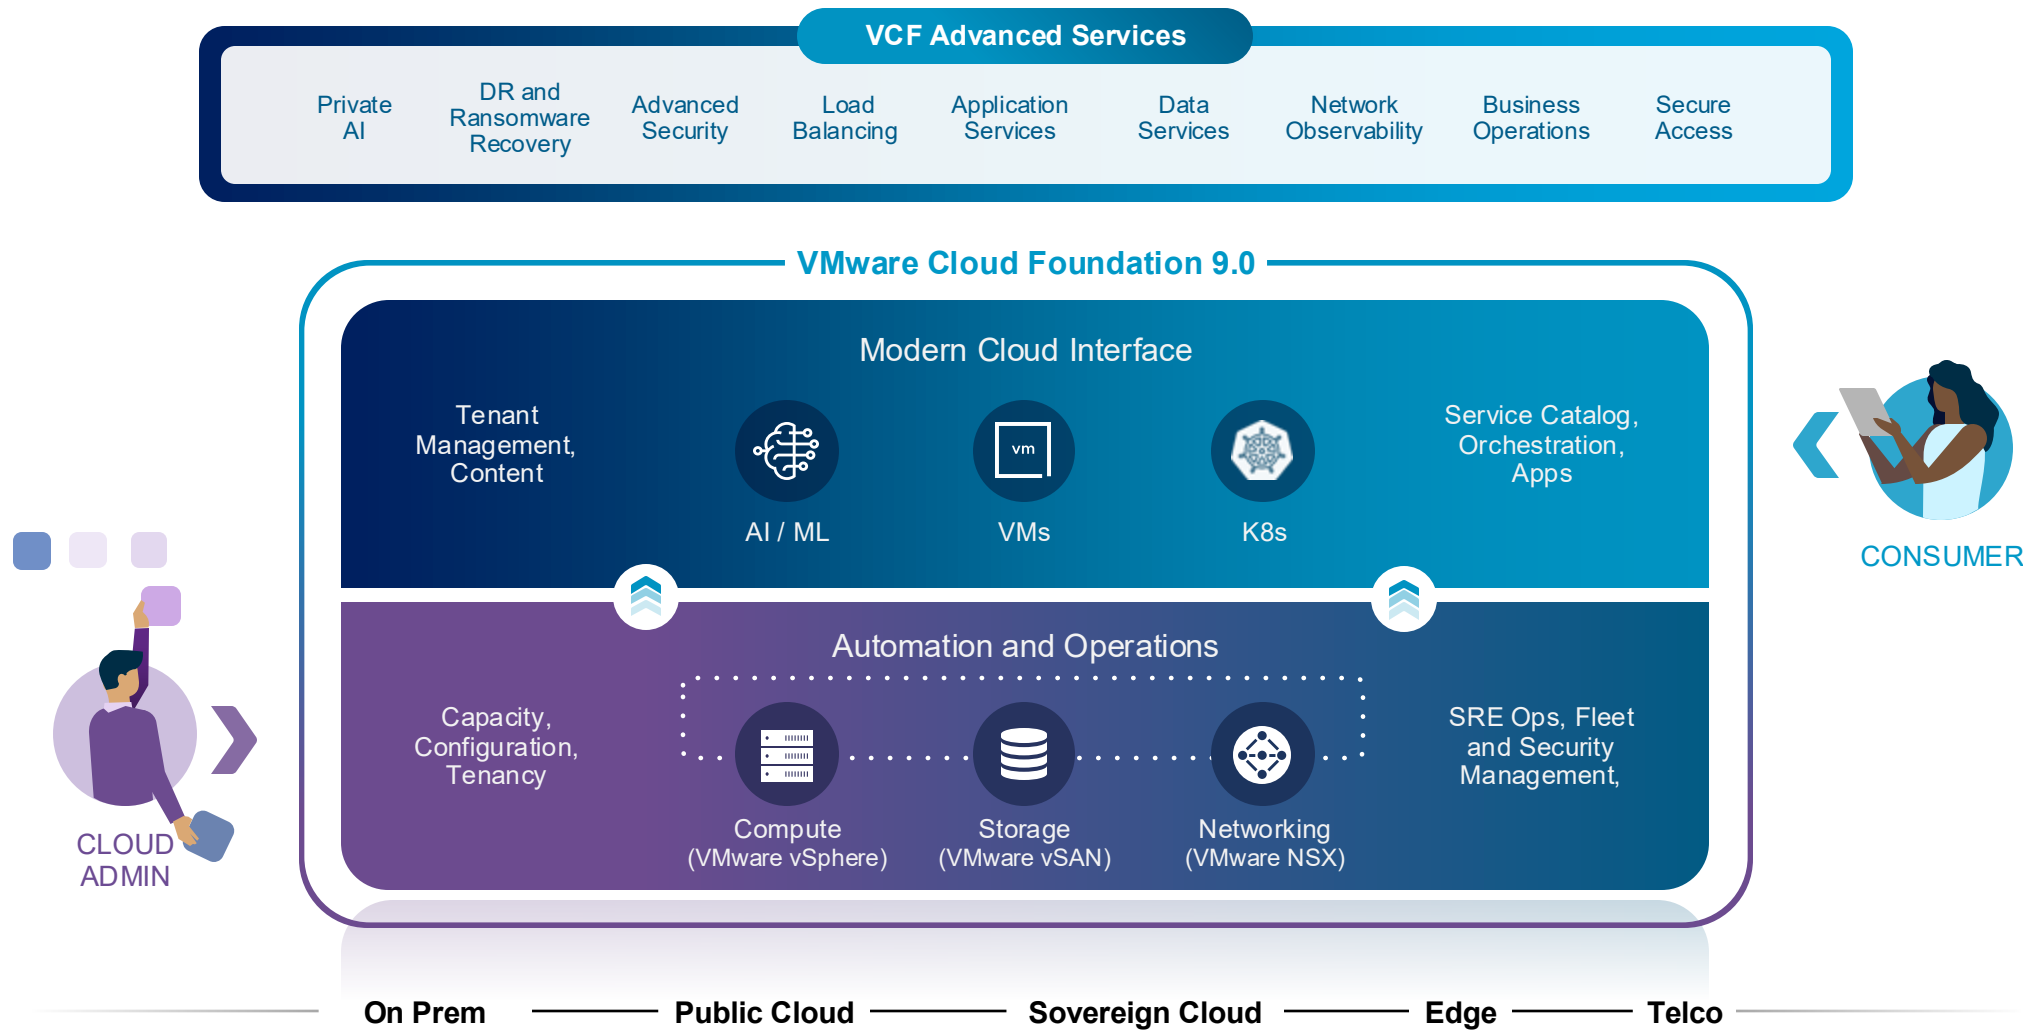 VCF Advanced Services
Private
AI
DR and
Ransomware
Recovery
Advanced
Security
Load
Balancing
Application
Services
Data
Services
Network
Observability
Business
Operations
Secure
Access
VMware Cloud Foundation 9.0
Modern Cloud Interface
Tenant
Management,
Content
vm
AI / ML
VMs
K8s
Service Catalog,
Orchestration,
Apps
CONSUMER
Automation and Operations
Capacity,
Configuration,
Tenancy
Compute
(VMware vSphere)
Storage
(VMware vSAN)
Networking
(VMware NSX)
SRE Ops, Fleet
and Security
Management,
CLOUD
ADMIN
On Prem
Public Cloud
Sovereign Cloud
Edge
Telco